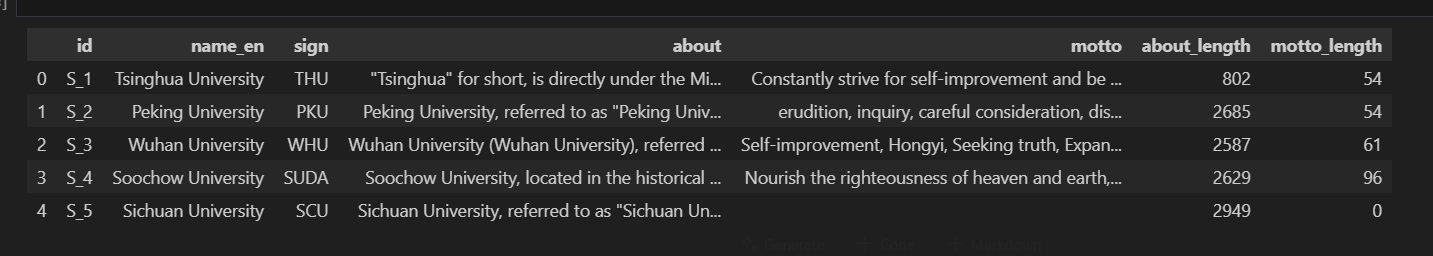 id name_en sign about motto about_length motto_length
0 S_1 Tsinghua University THU "Tsinghua" for short, is directly under the Mi... Constantly strive for self-improvement and be ... 802 54
1 S_2 Peking University PKU Peking University, referred to as "Peking Univ... erudition, inquiry, careful consideration, dis... 2685 54
2 S_3 Wuhan University WHU Wuhan University (Wuhan University), referred ... Self-improvement, Hongyi, Seeking truth, Expan... 2587 61
3 S_4 Soochow University SUDA Soochow University, located in the historical ... Nourish the righteousness of heaven and earth,... 2629 96
4 S_5 Sichuan University SCU Sichuan University, referred to as "Sichuan Un... 2949 0